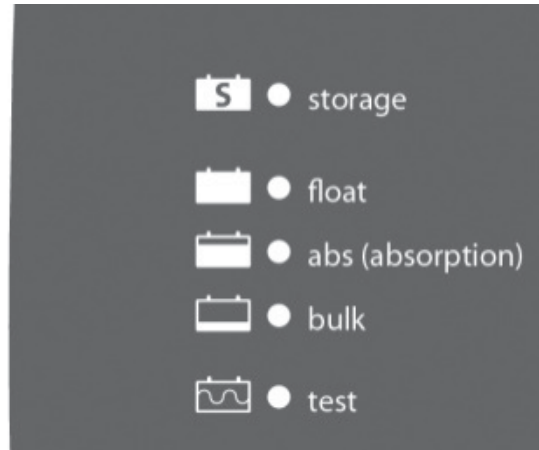 S storage
float
abs (absorption)
bulk
test